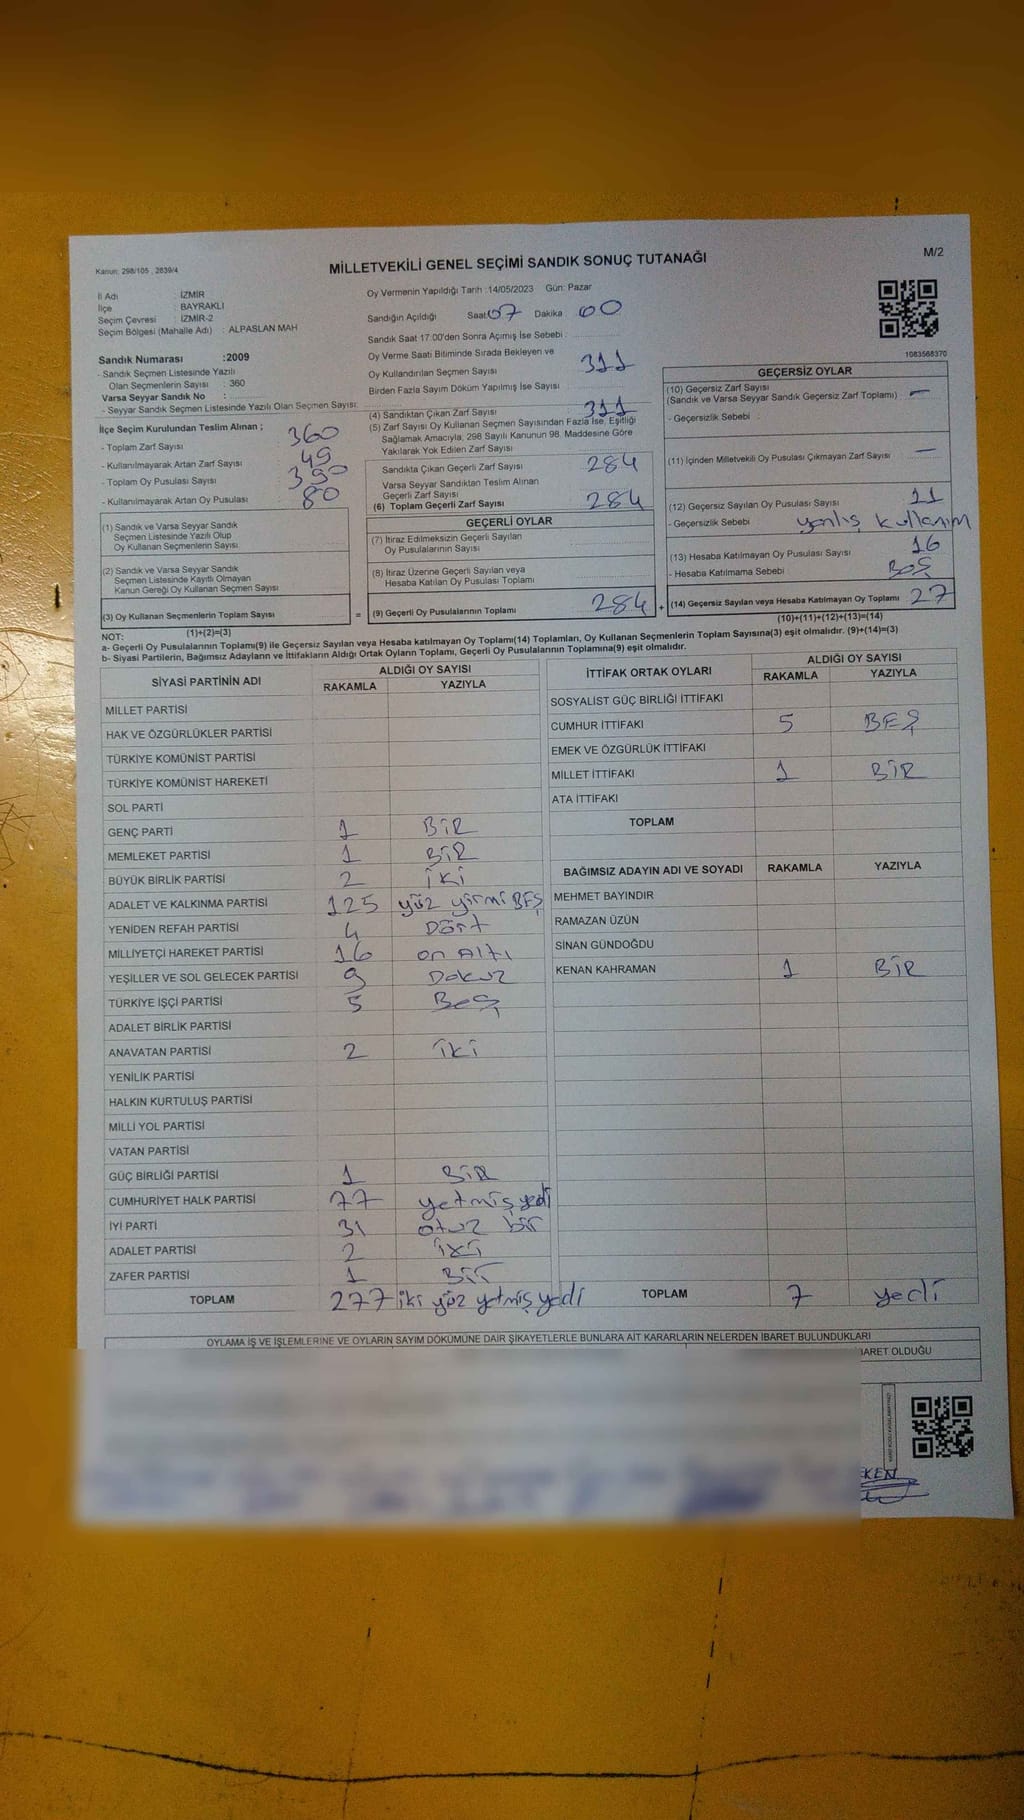 Kanun: 298/105 , 2839/4
MİLLETVEKİLİ GENEL SEÇİMİ SANDIK SONUÇ TUTANAĞI
M/2
İl Adı : İZMİR
İlçe : BAYRAKLI
Seçim Çevresi : İZMİR-2
Seçim Bölgesi (Mahalle Adı) : ALPASLAN MAH
Oy Vermenin Yapıldığı Tarih :14/05/2023 Gün: Pazar
Sandığın Açıldığı Saat 07 Dakika 00
Sandık Saat 17:00'den Sonra Açımış İse Sebebi :
1083568370
Sandık Numarası :2009
- Sandık Seçmen Listesinde Yazılı
Olan Seçmenlerin Sayısı : 360
Varsa Seyyar Sandık No :
- Seyyar Sandık Seçmen Listesinde Yazılı Olan Seçmen Sayısı:
Oy Verme Saati Bitiminde Sırada Bekleyen ve
Oy Kullandırılan Seçmen Sayısı 311
Birden Fazla Sayım Döküm Yapılmış İse Sayısı
(4) Sandıktan Çıkan Zarf Sayısı 311
(5) Zarf Sayısı Oy Kullanan Seçmen Sayısından Fazla İse, Eşitliği
Sağlamak Amacıyla, 298 Sayılı Kanunun 98. Maddesine Göre
Yakılarak Yok Edilen Zarf Sayısı
İlçe Seçim Kurulundan Teslim Alınan ;
- Toplam Zarf Sayısı 360
- Kullanılmayarak Artan Zarf Sayısı 49
- Toplam Oy Pusulası Sayısı 390
- Kullanılmayarak Artan Oy Pusulası 80
Sandıkta Çıkan Geçerli Zarf Sayısı 284
Varsa Seyyar Sandıktan Teslim Alınan
Geçerli Zarf Sayısı
(6) Toplam Geçerli Zarf Sayısı 284
GEÇERSİZ OYLAR
(10) Geçersiz Zarf Sayısı
(Sandık ve Varsa Seyyar Sandık Geçersiz Zarf Toplamı) —
- Geçersizlik Sebebi :
(11) İçinden Milletvekili Oy Pusulası Çıkmayan Zarf Sayısı —
(12) Geçersiz Sayılan Oy Pusulası Sayısı 11
- Geçersizlik Sebebi yanlış kullanım
(13) Hesaba Katılmayan Oy Pusulası Sayısı 16
- Hesaba Katılmama Sebebi : BOŞ
(14) Geçersiz Sayılan veya Hesaba Katılmayan Oy Toplamı 27
(10)+(11)+(12)+(13)=(14)
(1) Sandık ve Varsa Seyyar Sandık
Seçmen Listesinde Yazılı Olup
Oy Kullanan Seçmenlerin Sayısı
(2) Sandık ve Varsa Seyyar Sandık
Seçmen Listesinde Kayıtlı Olmayan
Kanun Gereği Oy Kullanan Seçmen Sayısı
(3) Oy Kullanan Seçmenlerin Toplam Sayısı =
(1)+(2)=(3)
GEÇERLİ OYLAR
(7) İtiraz Edilmeksizin Geçerli Sayılan
Oy Pusulalarının Sayısı
(8) İtiraz Üzerine Geçerli Sayılan veya
Hesaba Katılan Oy Pusulası Toplamı
(9) Geçerli Oy Pusulalarının Toplamı 284 +
NOT:
a- Geçerli Oy Pusulalarının Toplamı(9) ile Geçersiz Sayılan veya Hesaba katılmayan Oy Toplamı(14) Toplamları, Oy Kullanan Seçmenlerin Toplam Sayısına(3) eşit olmalıdır. (9)+(14)=(3)
b- Siyasi Partilerin, Bağımsız Adayların ve İttifakların Aldığı Ortak Oyların Toplamı, Geçerli Oy Pusulalarının Toplamına(9) eşit olmalıdır.
SİYASİ PARTİNİN ADI
ALDIĞI OY SAYISI
RAKAMLA YAZIYLA
MİLLET PARTİSİ
HAK VE ÖZGÜRLÜKLER PARTİSİ
TÜRKİYE KOMÜNİST PARTİSİ
TÜRKİYE KOMÜNİST HAREKETİ
SOL PARTİ
GENÇ PARTİ 1 BİR
MEMLEKET PARTİSİ 1 BİR
BÜYÜK BİRLİK PARTİSİ 2 iki
ADALET VE KALKINMA PARTİSİ 125 yüz yirmi BEŞ
YENİDEN REFAH PARTİSİ 4 Dört
MİLLİYETÇİ HAREKET PARTİSİ 16 on Altı
YEŞİLLER VE SOL GELECEK PARTİSİ 9 Dokuz
TÜRKİYE İŞÇİ PARTİSİ 5 Beş
ADALET BİRLİK PARTİSİ
ANAVATAN PARTİSİ 2 iki
YENİLİK PARTİSİ
HALKIN KURTULUŞ PARTİSİ
MİLLİ YOL PARTİSİ
VATAN PARTİSİ
GÜÇ BİRLİĞİ PARTİSİ 1 BİR
CUMHURİYET HALK PARTİSİ 77 yetmiş yedi
İYİ PARTİ 31 otuz bir
ADALET PARTİSİ 2 iki
ZAFER PARTİSİ 1 Bir
TOPLAM 277 iki yüz yetmiş yedi
İTTİFAK ORTAK OYLARI
ALDIĞI OY SAYISI
RAKAMLA YAZIYLA
SOSYALİST GÜÇ BİRLİĞİ İTTİFAKI
CUMHUR İTTİFAKI 5 BEŞ
EMEK VE ÖZGÜRLÜK İTTİFAKI
MİLLET İTTİFAKI 1 BİR
ATA İTTİFAKI
TOPLAM
BAĞIMSIZ ADAYIN ADI VE SOYADI RAKAMLA YAZIYLA
MEHMET BAYINDIR
RAMAZAN ÜZÜN
SİNAN GÜNDOĞDU
KENAN KAHRAMAN 1 BİR
TOPLAM 7 yedi
OYLAMA İŞ VE İŞLEMLERİNE VE OYLARIN SAYIM DÖKÜMÜNE DAİR ŞİKAYETLERLE BUNLARA AİT KARARLARIN NELERDEN İBARET BULUNDUKLARI
BARET OLDUĞU
KEN